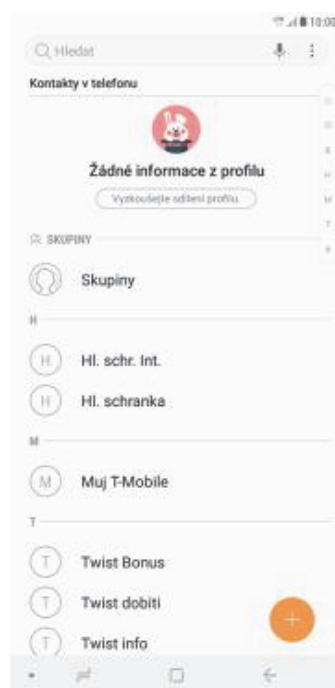 10:00
Hledat
Kontakty v telefonu
Žádné informace z profilu
Vyzkoušejte sdílení profilu.
SKUPINY
Skupiny
H
H Hl. schr. Int.
H Hl. schranka
M
M Muj T-Mobile
T
T Twist Bonus
T Twist dobiti
T Twist info